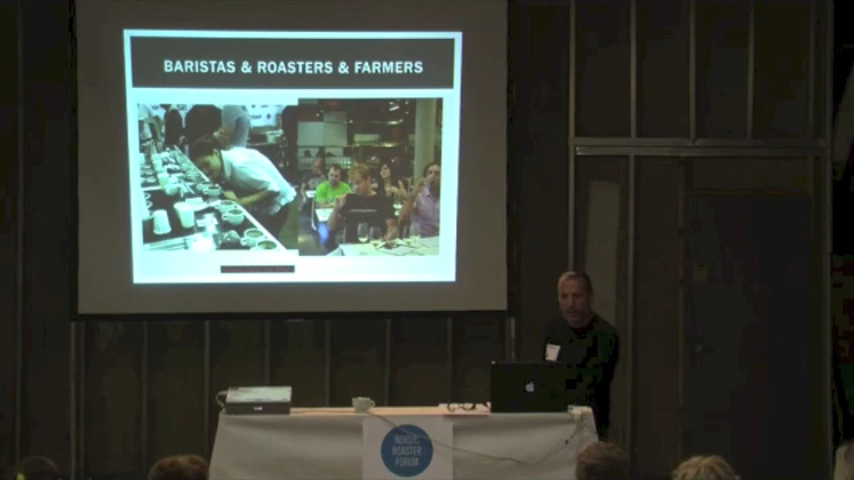 BARISTAS & ROASTERS & FARMERS
NORDIC
ROASTER
FORUM